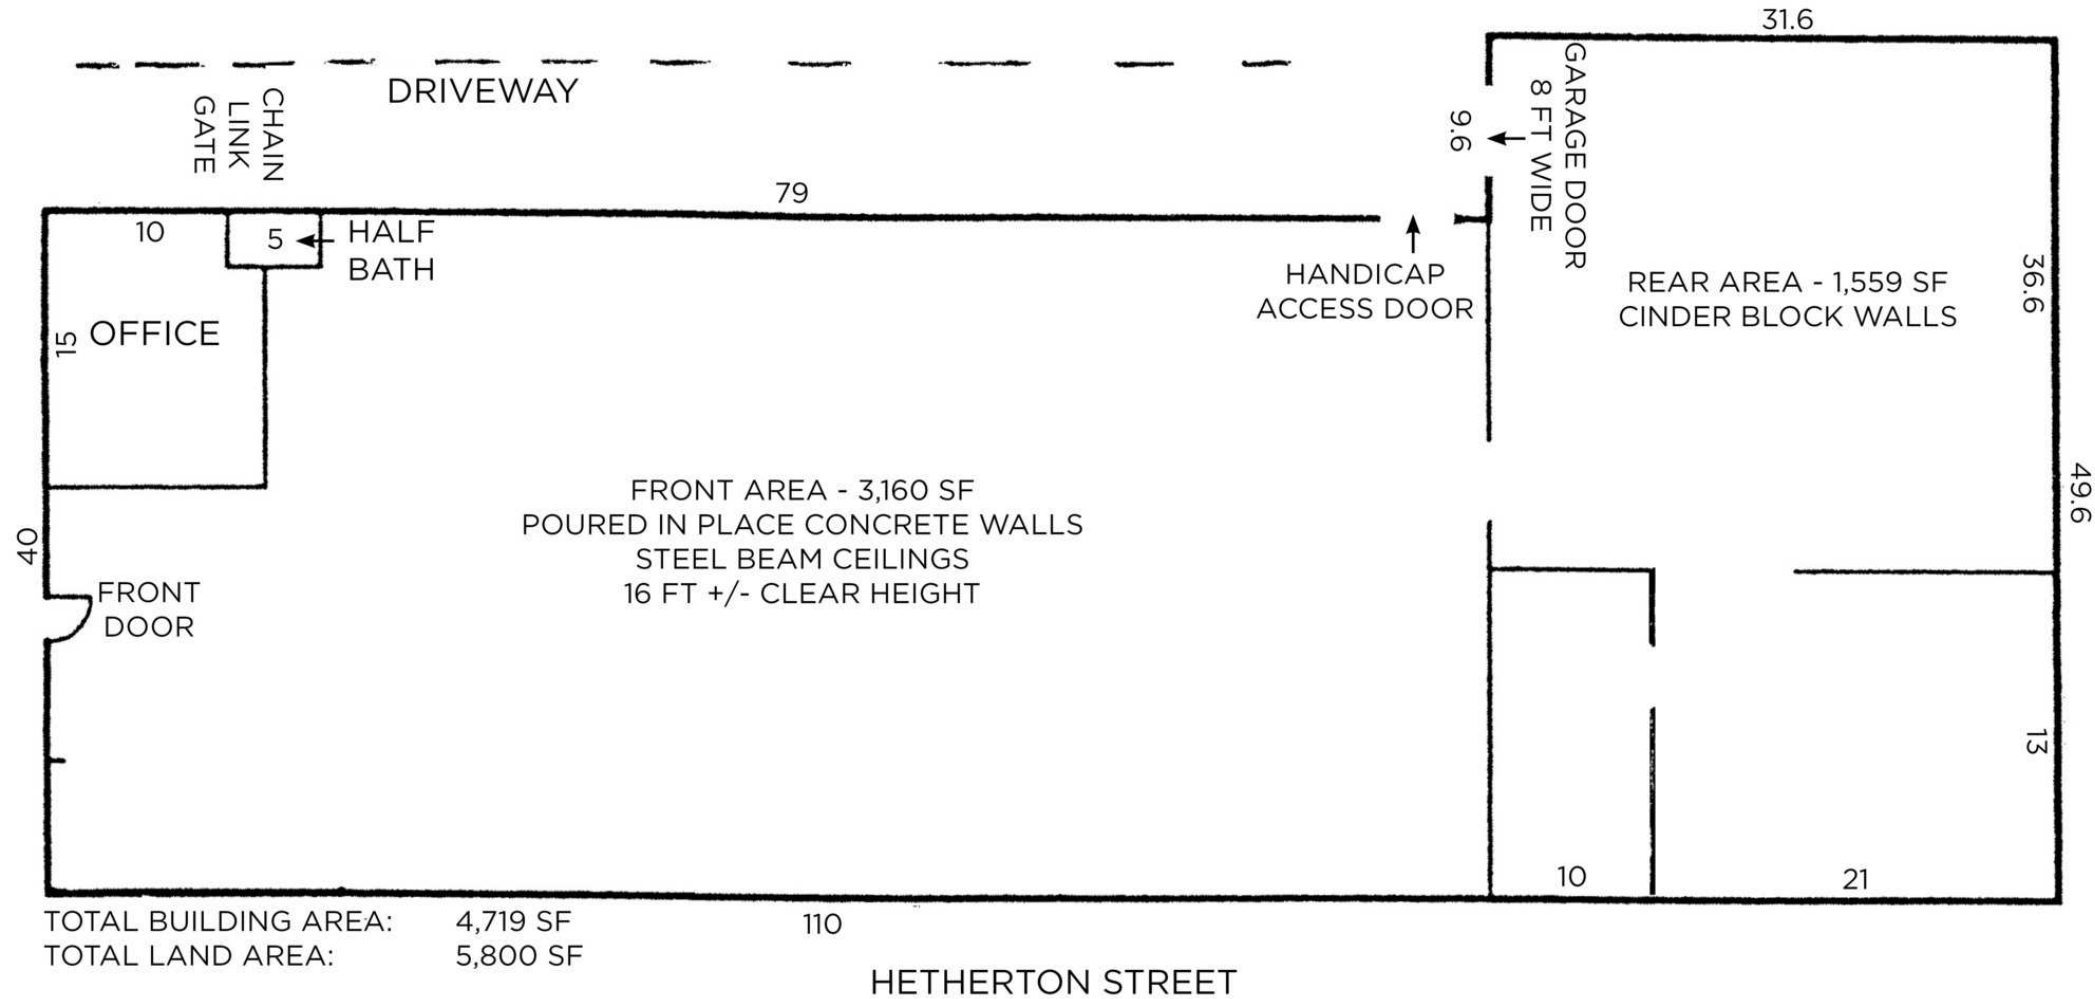 31.6
DRIVEWAY
CHAIN
LINK
GATE
GARAGE DOOR
8 FT WIDE
9.6
79
10
5
HALF
BATH
HANDICAP
ACCESS DOOR
REAR AREA - 1,559 SF
CINDER BLOCK WALLS
36.6
15
OFFICE
FRONT AREA - 3,160 SF
POURED IN PLACE CONCRETE WALLS
STEEL BEAM CEILINGS
16 FT +/- CLEAR HEIGHT
49.6
40
FRONT
DOOR
13
10
21
TOTAL BUILDING AREA: 4,719 SF
TOTAL LAND AREA: 5,800 SF
110
HETHERTON STREET